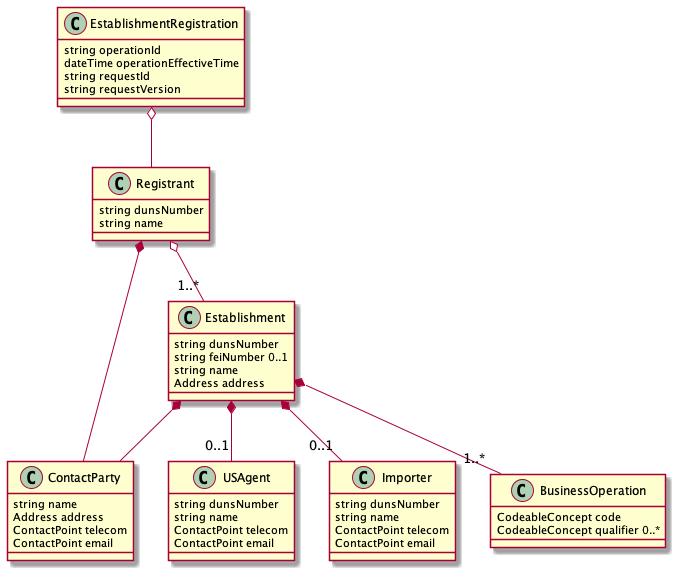 C EstablishmentRegistration
string operationId
dateTime operationEffectiveTime
string requestId
string requestVersion
C Registrant
string dunsNumber
string name
1..*
C Establishment
string dunsNumber
string feiNumber 0..1
string name
Address address
0..1
0..1
1..*
C ContactParty
string name
Address address
ContactPoint telecom
ContactPoint email
C USAgent
string dunsNumber
string name
ContactPoint telecom
ContactPoint email
C Importer
string dunsNumber
string name
ContactPoint telecom
ContactPoint email
C BusinessOperation
CodeableConcept code
CodeableConcept qualifier 0..*